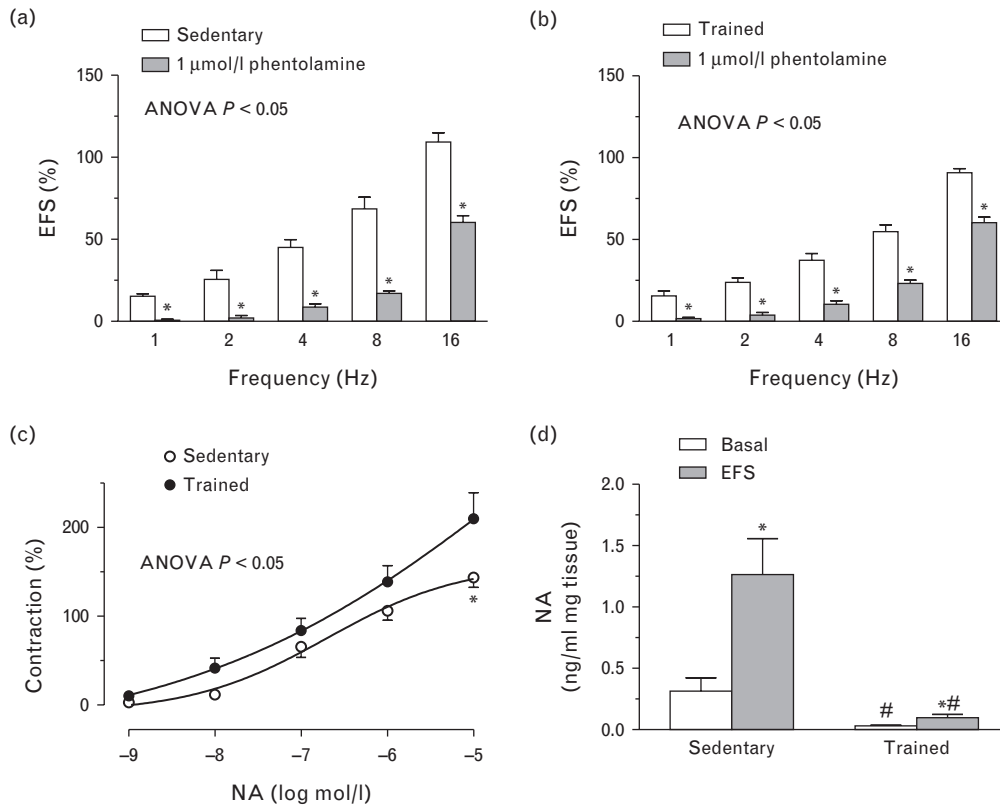 (a)
Sedentary
1 μmol/l phentolamine
150
100
50
0
EFS (%)
ANOVA P < 0.05
* * * * *
1 2 4 8 16
Frequency (Hz)
(b)
Trained
1 μmol/l phentolamine
150
100
50
0
EFS (%)
ANOVA P < 0.05
* * * * *
1 2 4 8 16
Frequency (Hz)
(c)
Sedentary
Trained
200
100
0
Contraction (%)
ANOVA P < 0.05
*
–9 –8 –7 –6 –5
NA (log mol/l)
(d)
Basal
EFS
2.0
1.5
1.0
0.5
0.0
NA
(ng/ml mg tissue)
*
#
*#
Sedentary Trained